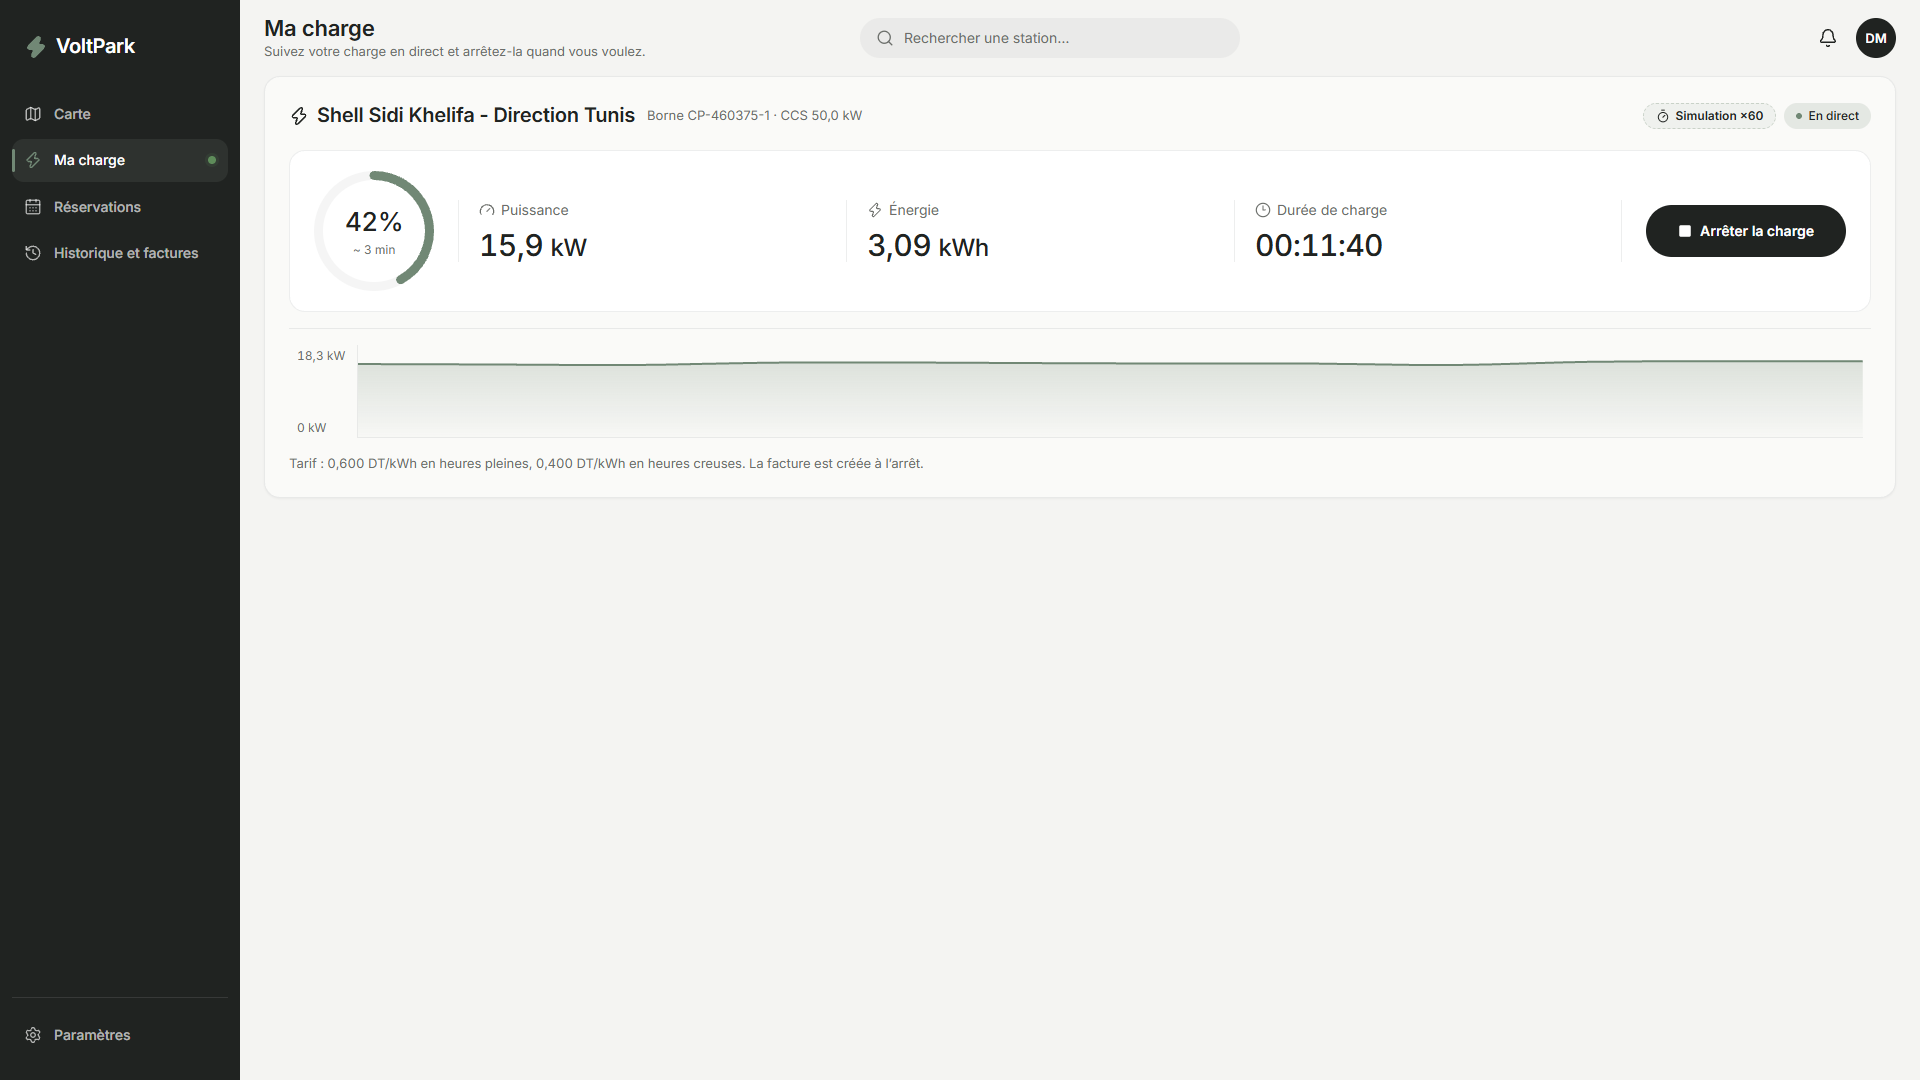 VoltPark
Carte
Ma charge
Réservations
Historique et factures
Paramètres
Ma charge
Suivez votre charge en direct et arrêtez-la quand vous voulez.
Rechercher une station...
DM
Shell Sidi Khelifa - Direction Tunis Borne CP-460375-1 · CCS 50,0 kW
Simulation ×60
En direct
42%
~ 3 min
Puissance
15,9 kW
Énergie
3,09 kWh
Durée de charge
00:11:40
Arrêter la charge
18,3 kW
0 kW
Tarif : 0,600 DT/kWh en heures pleines, 0,400 DT/kWh en heures creuses. La facture est créée à l'arrêt.